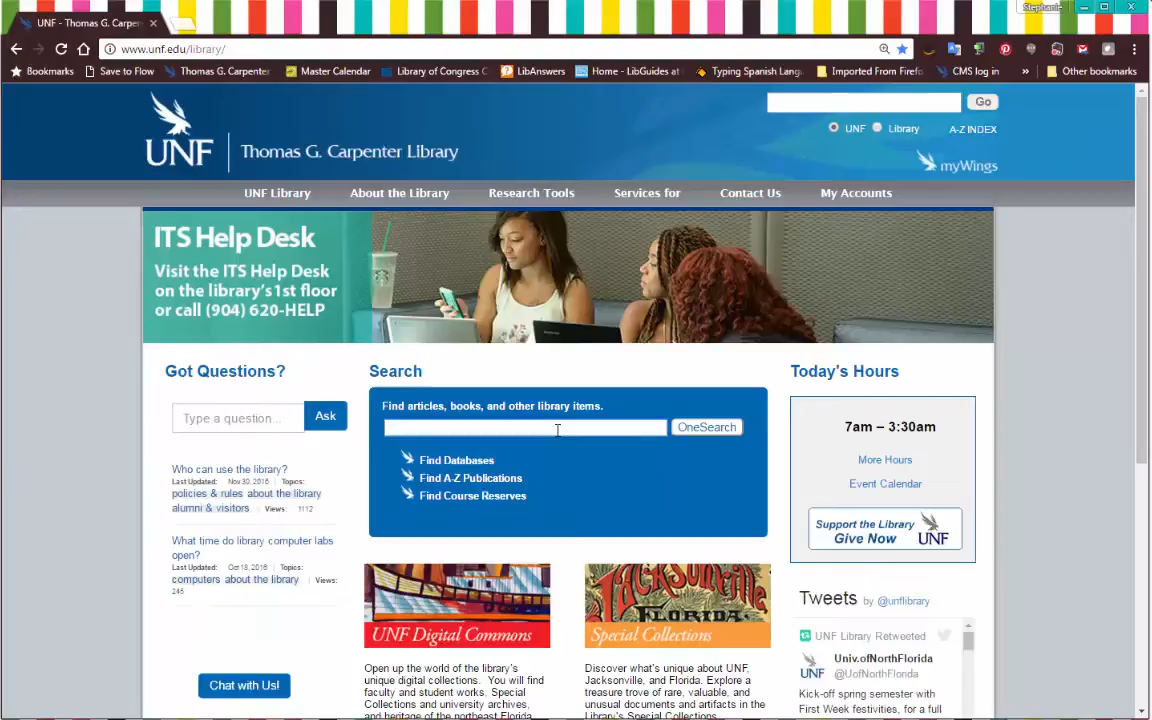 UNF - Thomas G. Carpen
Stephanie
www.unf.edu/library/
Bookmarks
Save to Flow
Thomas G. Carpenter
Master Calendar
Library of Congress C
LibAnswers
Home - LibGuides at
Typing Spanish Lang
Imported From Firefo
CMS log in
»
Other bookmarks
UNF
Thomas G. Carpenter Library
Go
UNF
Library
A-Z INDEX
myWings
UNF Library
About the Library
Research Tools
Services for
Contact Us
My Accounts
ITS Help Desk
Visit the ITS Help Desk
on the library's 1st floor
or call (904) 620-HELP
Got Questions?
Type a question...
Ask
Who can use the library?
Last Updated: Nov 30, 2016 | Topics:
policies & rules about the library
alumni & visitors | Views: 1112
What time do library computer labs
open?
Last Updated: Oct 18, 2016 | Topics:
computers about the library | Views:
245
Chat with Us!
Search
Find articles, books, and other library items.
OneSearch
Find Databases
Find A-Z Publications
Find Course Reserves
UNF Digital Commons
Open up the world of the library's
unique digital collections. You will find
faculty and student works, Special
Collections and university archives,
and heritage of the northeast Florida
Jacksonville
FLORIDA
Special Collections
Discover what's unique about UNF,
Jacksonville, and Florida. Explore a
treasure trove of rare, valuable, and
unusual documents and artifacts in the
Library's Special Collections.
Today's Hours
7am – 3:30am
More Hours
Event Calendar
Support the Library
Give Now
UNF
Tweets by @unflibrary
UNF Library Retweeted
Univ.ofNorthFlorida
@UofNorthFlorida
UNF
Kick-off spring semester with
First Week festivities, for a full